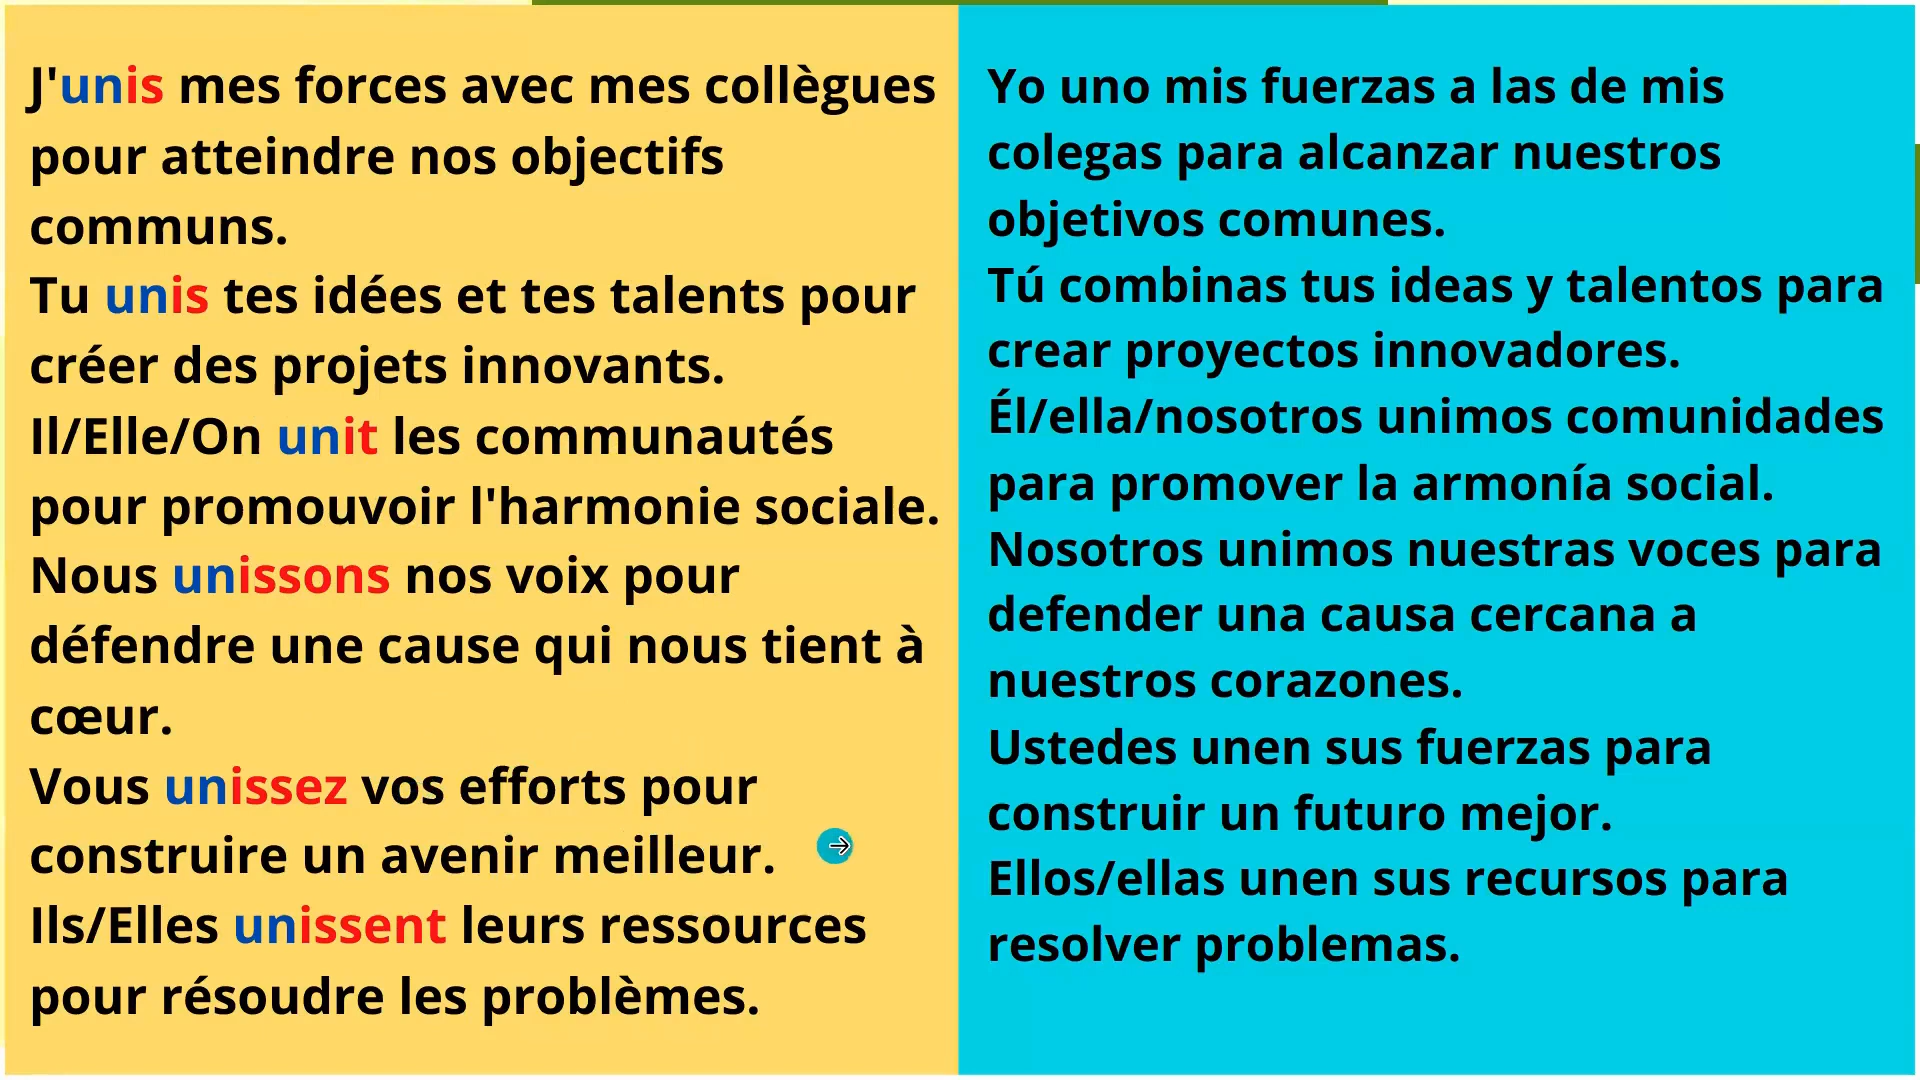 J'unis mes forces avec mes collègues
pour atteindre nos objectifs
communs.
Tu unis tes idées et tes talents pour
créer des projets innovants.
Il/Elle/On unit les communautés
pour promouvoir l'harmonie sociale.
Nous unissons nos voix pour
défendre une cause qui nous tient à
cœur.
Vous unissez vos efforts pour
construire un avenir meilleur.
Ils/Elles unissent leurs ressources
pour résoudre les problèmes.
Yo uno mis fuerzas a las de mis
colegas para alcanzar nuestros
objetivos comunes.
Tú combinas tus ideas y talentos para
crear proyectos innovadores.
Él/ella/nosotros unimos comunidades
para promover la armonía social.
Nosotros unimos nuestras voces para
defender una causa cercana a
nuestros corazones.
Ustedes unen sus fuerzas para
construir un futuro mejor.
Ellos/ellas unen sus recursos para
resolver problemas.